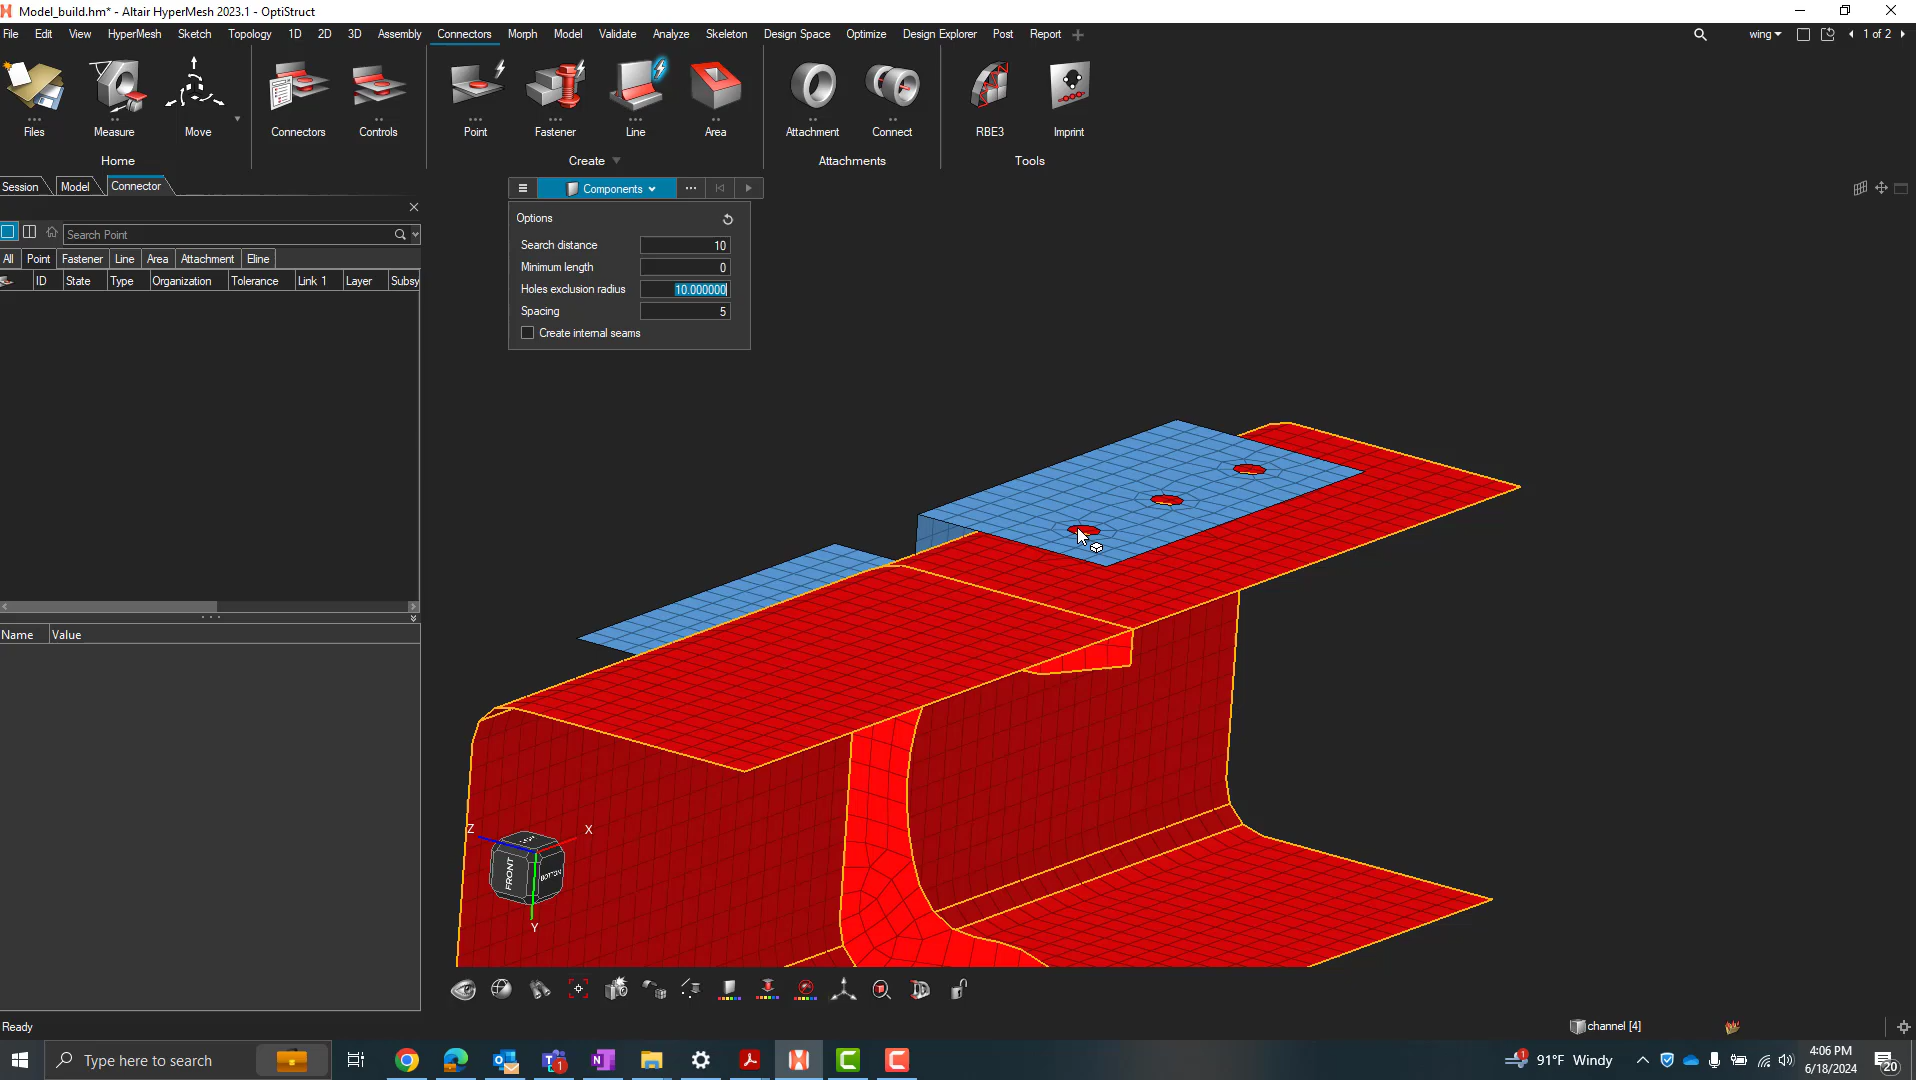 Model_build.hm* - Altair HyperMesh 2023.1 - OptiStruct
File Edit View HyperMesh Sketch Topology 1D 2D 3D Assembly Connectors Morph Model Validate Analyze Skeleton Design Space Optimize Design Explorer Post Report
wing 1 of 2
Files Measure Move Connectors Controls Point Fastener Line Area Attachment Connect RBE3 Imprint
Home Create Attachments Tools
Session Model Connector
Components
Options
Search Point
Search distance 10
All Point Fastener Line Area Attachment Eline
Minimum length 0
ID State Type Organization Tolerance Link 1 Layer Subsy
Holes exclusion radius 10.000000
Spacing 5
Create internal seams
Name Value
Z X
FRONT
BOTTOM
Y
Ready
channel [4]
Type here to search
91°F Windy
4:06 PM
6/18/2024
20
1
1